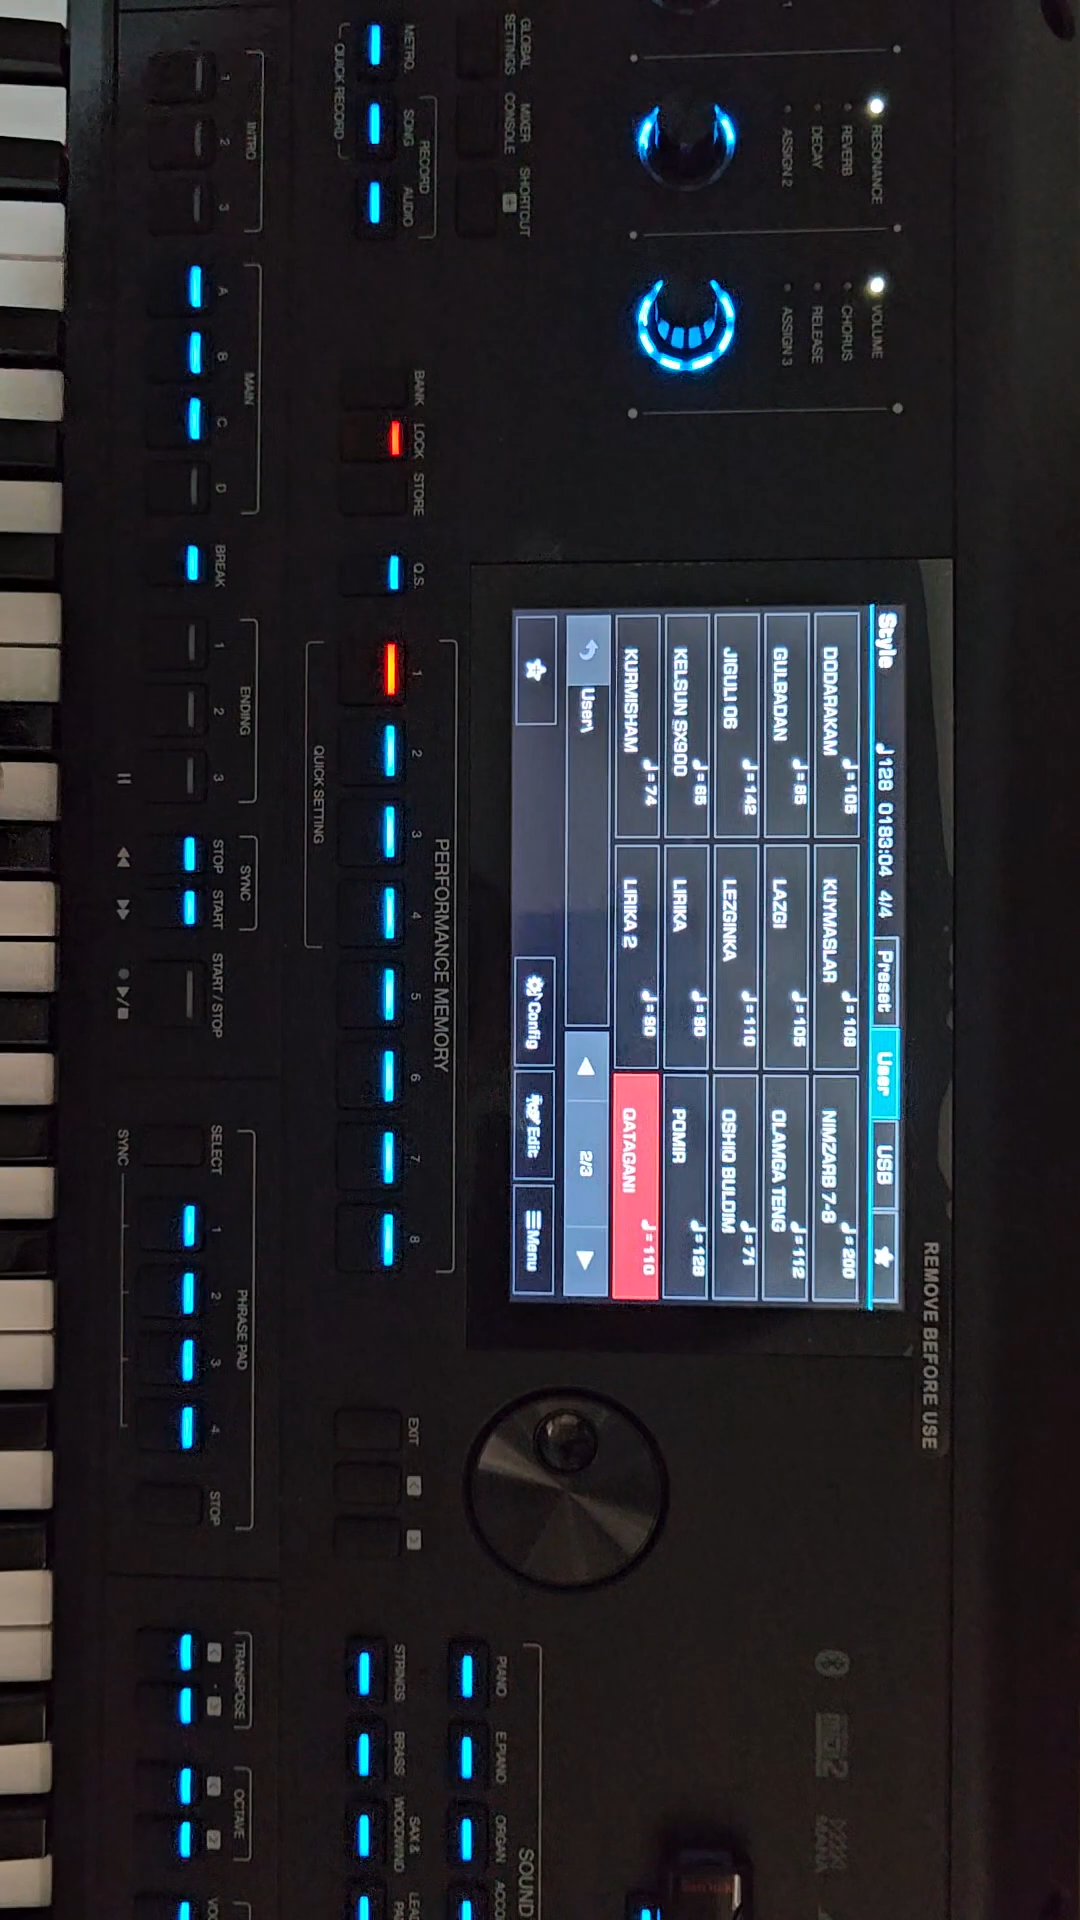 RESONANCE
REVERB
DECAY
ASSIGN 2
VOLUME
CHORUS
RELEASE
ASSIGN 3
REMOVE BEFORE USE
GLOBAL SETTINGS
MIXER CONSOLE
SHORTCUT
METRO.
SONG
AUDIO
RECORD
QUICK RECORD
Style ♩128 0183:04 4/4 Preset User USB
DODARAKAM ♩=105
KUYMASLAR ♩=108
NIMZARB 7-8 ♩=200
GULBADAN ♩=85
LAZGI ♩=105
OLAMGA TENG ♩=112
JIGULI 06 ♩=142
LEZGINKA ♩=110
OSHIQ BULDIM ♩=71
KELSUN SX900 ♩=65
LIRIKA ♩=90
POMIR ♩=128
KURMISHAM ♩=74
LIRIKA 2 ♩=90
QATAGANI ♩=110
User\
2/3
Config
Edit
Menu
BANK LOCK STORE Q.S.
PERFORMANCE MEMORY
1 2 3 4 5 6 7 8
QUICK SETTING
EXIT
SOUND
PIANO E.PIANO ORGAN
STRINGS BRASS SAX & WOODWIND
INTRO
1 2 3
MAIN
A B C D
BREAK
ENDING
1 2 3
SYNC
STOP START
START / STOP
PHRASE PAD
SELECT 1 2 3 4 STOP
SYNC
TRANSPOSE
OCTAVE